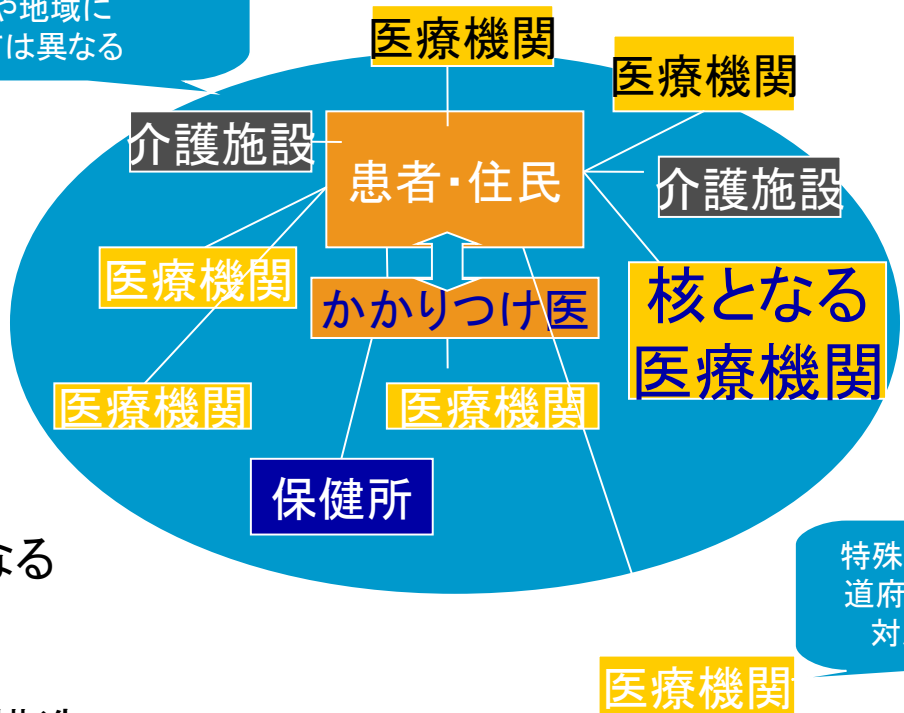 や地域に
ては異なる
医療機関
医療機関
介護施設
患者・住民
介護施設
医療機関
かかりつけ医
核となる
医療機関
医療機関
医療機関
保健所
なる
特殊
道府
対
医療機関